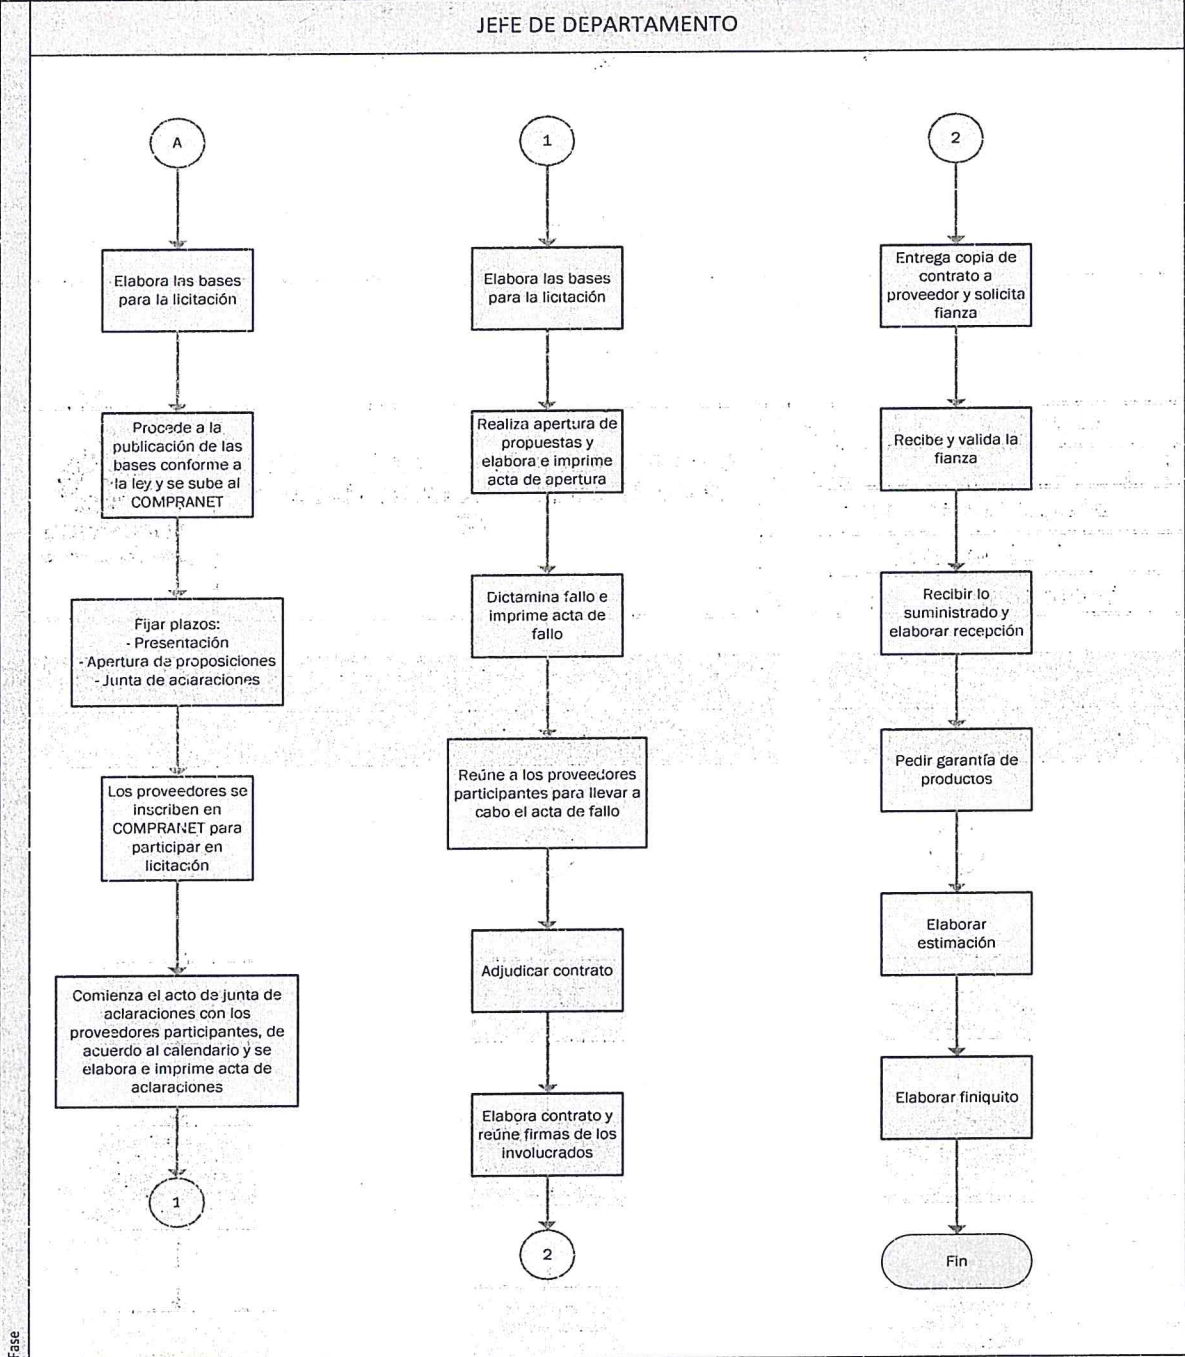 JEFE DE DEPARTAMENTO
A
Elabora las bases
para la licitación
Procede a la
publicación de las
bases conforme a
la ley y se sube al
COMPRANET
Fijar plazos:
- Presentación
- Apertura de proposiciones
- Junta de aclaraciones
Los proveedores se
inscriben en
COMPRANET para
participar en
licitación
Comienza el acto de junta de
aclaraciones con los
proveedores participantes, de
acuerdo al calendario y se
elabora e imprime acta de
aclaraciones
1
1
Elabora las bases
para la licitación
Realiza apertura de
propuestas y
elabora e imprime
acta de apertura
Dictamina fallo e
imprime acta de
fallo
Reúne a los proveedores
participantes para llevar a
cabo el acta de fallo
Adjudicar contrato
Elabora contrato y
reúne firmas de los
involucrados
2
2
Entrega copia de
contrato a
proveedor y solicita
fianza
Recibe y valida la
fianza
Recibir lo
suministrado y
elaborar recepción
Pedir garantía de
productos
Elaborar
estimación
Elaborar finiquito
Fin
Fase